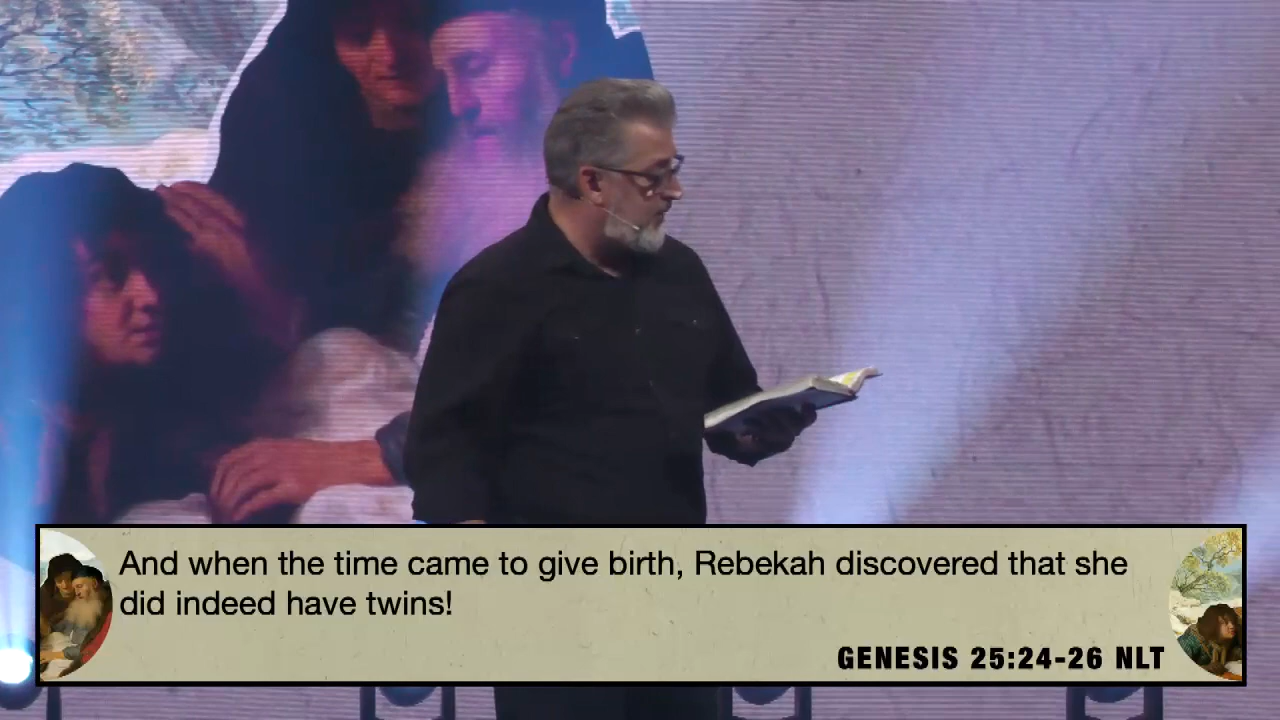 And when the time came to give birth, Rebekah discovered that she
did indeed have twins!
GENESIS 25:24-26 NLT